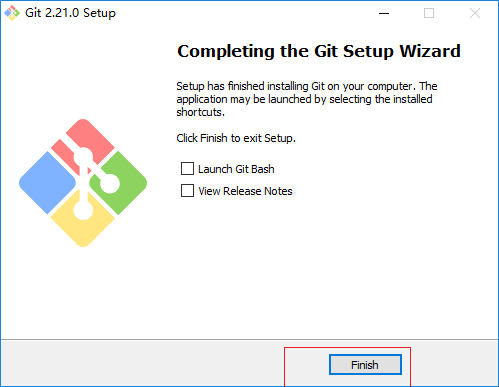 Git 2.21.0 Setup
Completing the Git Setup Wizard
Setup has finished installing Git on your computer. The
application may be launched by selecting the installed
shortcuts.
Click Finish to exit Setup.
Launch Git Bash
View Release Notes
Finish